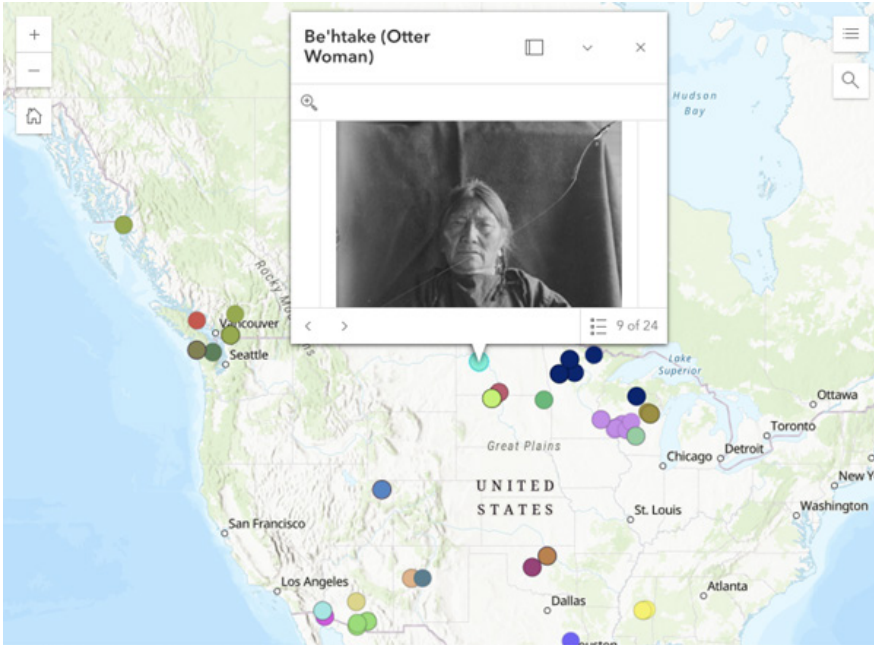 Be'htake (Otter
Woman)
9 of 24
Hudson
Bay
Vancouver
Seattle
Lake
Superior
Ottawa
Toronto
Detroit
Chicago
Great Plains
UNITED
STATES
St. Louis
Washington
San Francisco
Los Angeles
Atlanta
Dallas